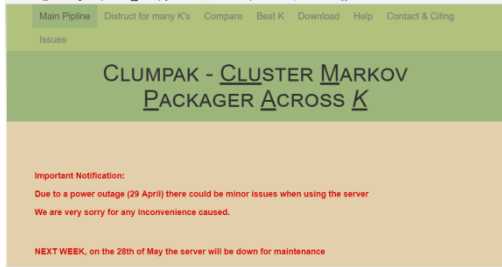 Main Pipline Distruct for many K's Compare Best K Download Help Contact & Citing
Issues
CLUMPAK - CLUSTER MARKOV
PACKAGER ACROSS K
Important Notification:
Due to a power outage (29 April) there could be minor issues when using the server
We are very sorry for any inconvenience caused.
NEXT WEEK, on the 28th of May the server will be down for maintenance